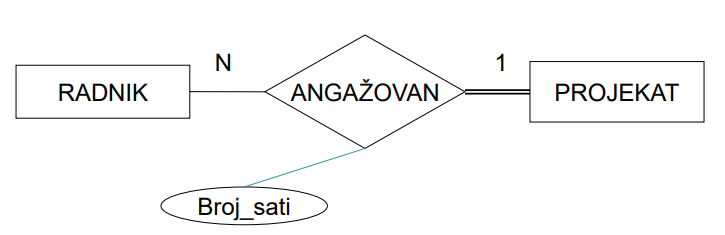 N
1
RADNIK
ANGAŽOVAN
PROJEKAT
Broj_sati